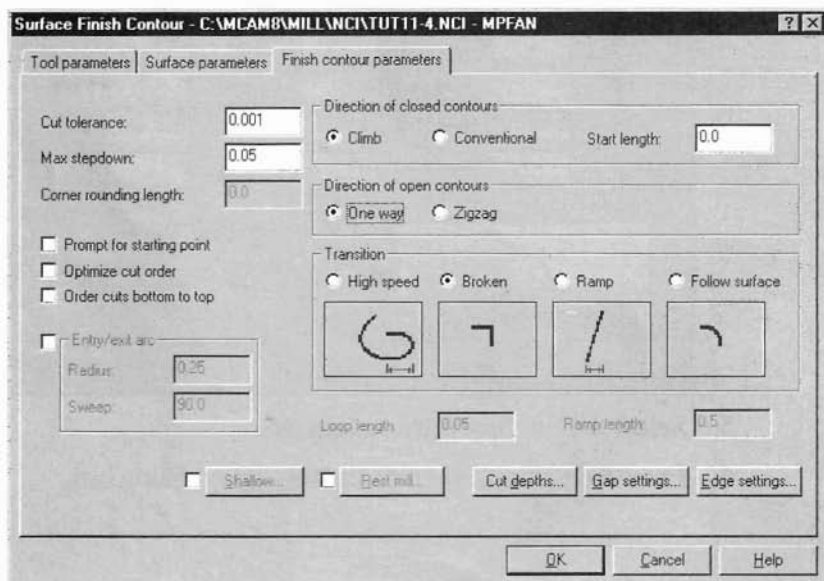 Surface Finish Contour - C:\MCAM8\MILL\NCI\TUT11-4.NCI - MPFAN
Tool parameters
Surface parameters
Finish contour parameters
Cut tolerance: 0.001
Max stepdown: 0.05
Corner rounding length: 0.0
Prompt for starting point
Optimize cut order
Order cuts bottom to top
Entry/exit arc
Radius: 0.25
Sweep: 90.0
Direction of closed contours
Climb
Conventional
Start length: 0.0
Direction of open contours
One way
Zigzag
Transition
High speed
Broken
Ramp
Follow surface
Loop length: 0.05
Ramp length: 0.5
Shallow...
Rest mill...
Cut depths...
Gap settings...
Edge settings...
OK
Cancel
Help